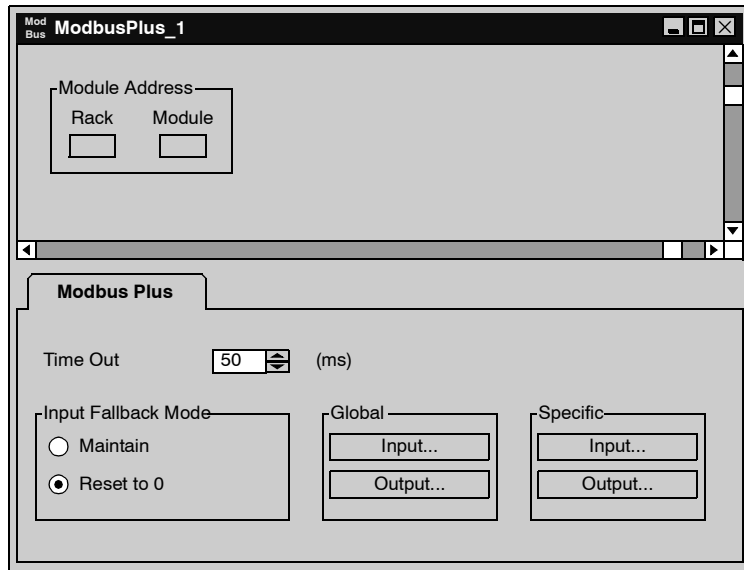 Mod
Bus ModbusPlus_1
Module Address
Rack Module
Modbus Plus
Time Out 50 (ms)
Input Fallback Mode Global Specific
Maintain Input... Input...
Reset to 0 Output... Output...